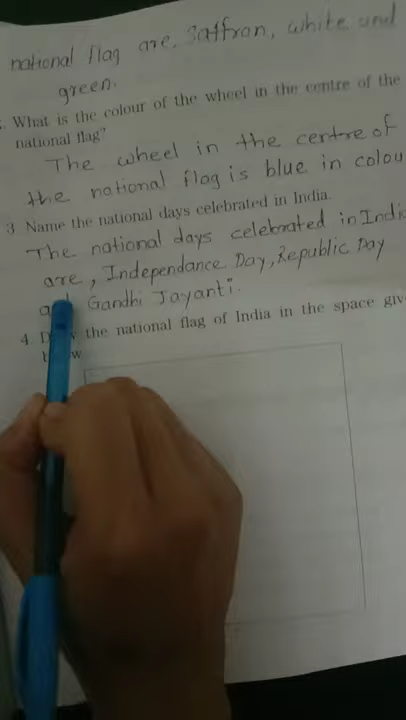 national flag are, Saffron, white and
green.
. What is the colour of the wheel in the centre of the
national flag?
The wheel in the centre of
the national flag is blue in colou
3 Name the national days celebrated in India.
The national days celebrated in Indi
are, Independance Day, Republic Day
Gandhi Jayanti.
4. the national flag of India in the space giv